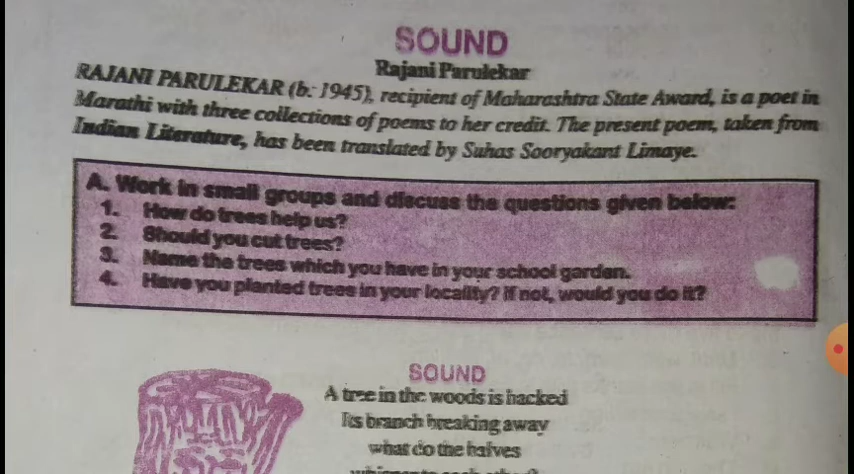 SOUND
Rajani Parulekar
RAJANI PARULEKAR (b. 1945), recipient of Maharashtra State Award, is a poet in
Marathi with three collections of poems to her credit. The present poem, taken from
Indian Literature, has been translated by Suhas Sooryakant Limaye.
A. Work in small groups and discuss the questions given below:
1. How do trees help us?
2. Should you cut trees?
3. Name the trees which you have in your school garden.
4. Have you planted trees in your locality? If not, would you do it?
SOUND
A tree in the woods is hacked
Its branch breaking away
what do the halves
whisper to each other?